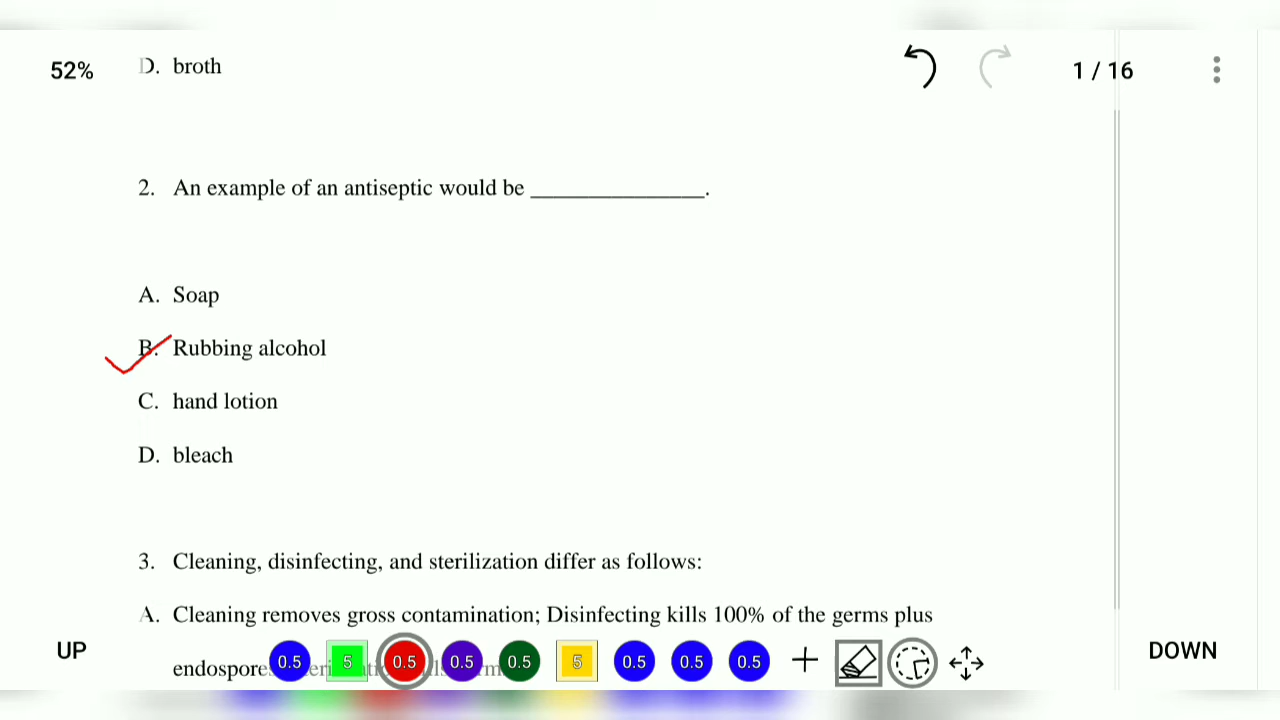 52%
D. broth
1 / 16
2. An example of an antiseptic would be ________________.
A. Soap
B. Rubbing alcohol
C. hand lotion
D. bleach
3. Cleaning, disinfecting, and sterilization differ as follows:
A. Cleaning removes gross contamination; Disinfecting kills 100% of the germs plus
UP
DOWN
0.5 5 0.5 0.5 0.5 5 0.5 0.5 0.5